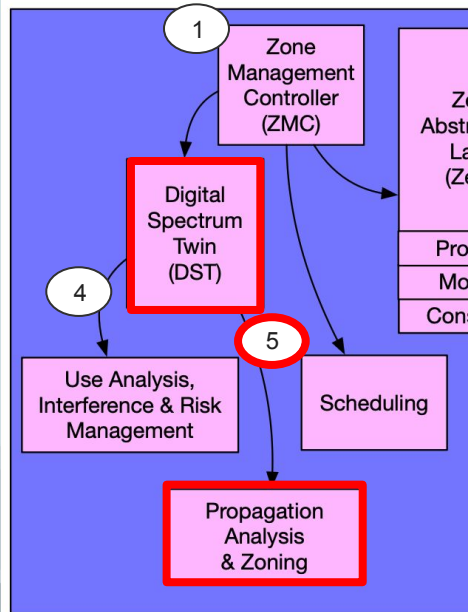 1
Zone
Management
Controller
(ZMC)
Digital
Spectrum
Twin
(DST)
4
5
Use Analysis,
Interference & Risk
Management
Scheduling
Propagation
Analysis
& Zoning